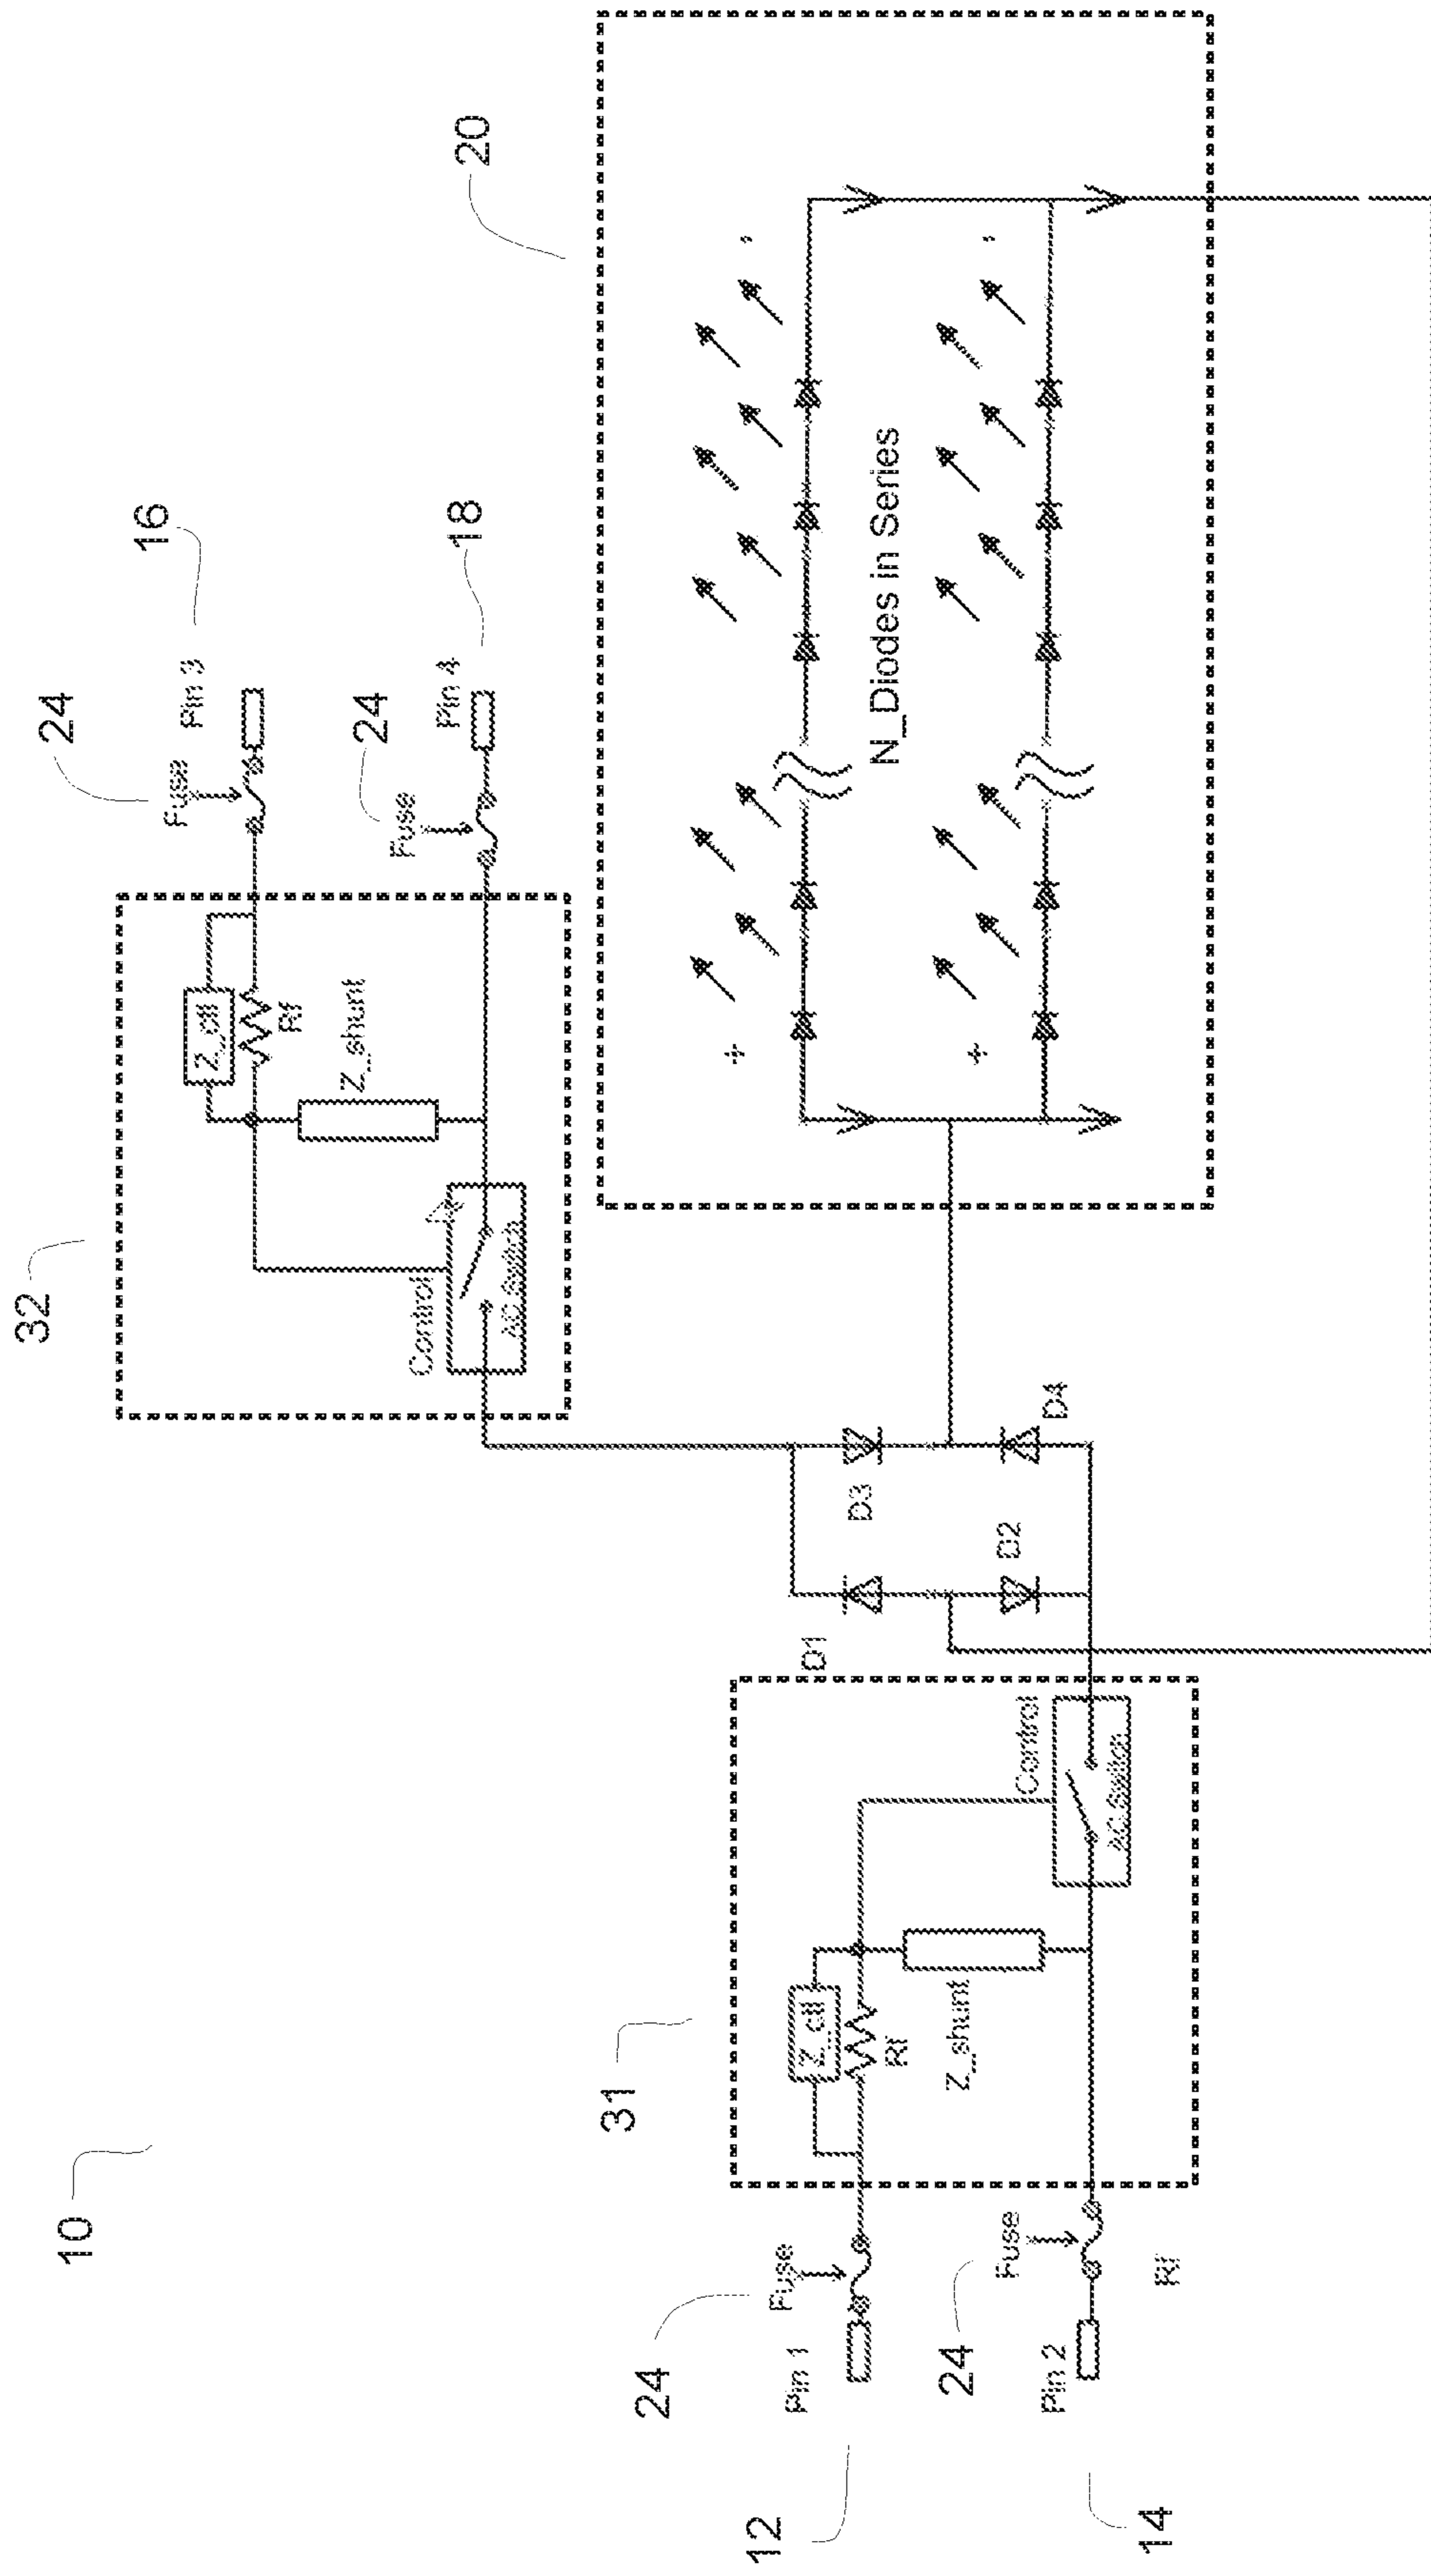 10
32
24
16
Fuse
Pin 3
Z_ctl
Rf
Z_shunt
24
18
Fuse
Pin 4
Control
AC Switch
20
+
-
N_Diodes in Series
+
-
D3
D4
D1
D2
31
24
Fuse
Pin 1
12
Z_ctl
Rf
Z_shunt
Control
AC Switch
24
Fuse
Pin 2
14
Rf